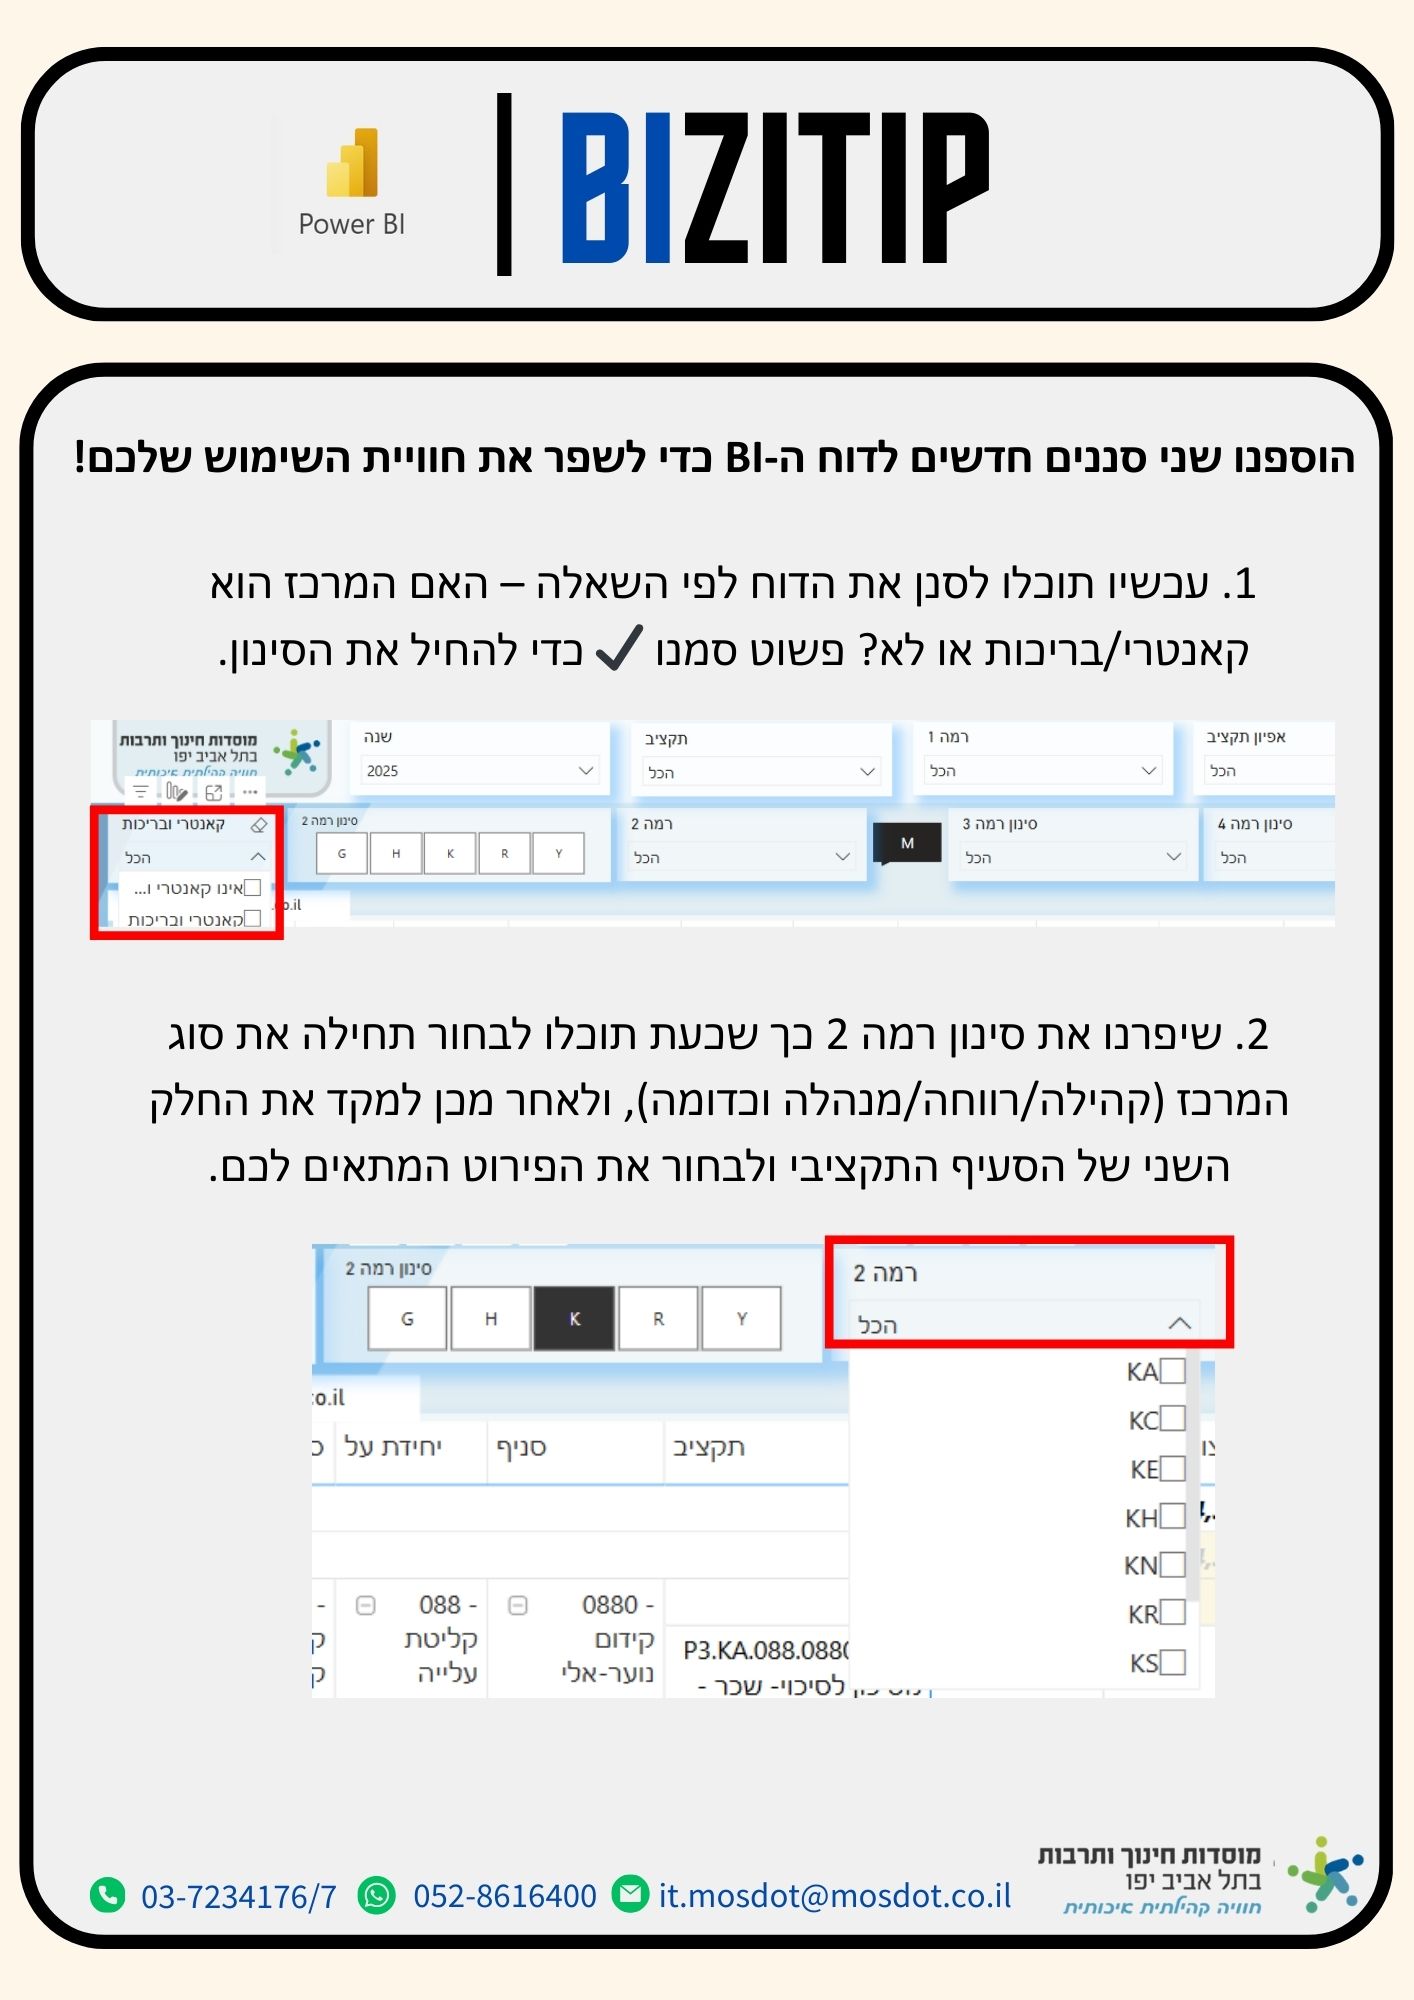 Power BI
BIZITIP
הוספנו שני סננים חדשים לדוח ה-BI כדי לשפר את חוויית השימוש שלכם!
1. עכשיו תוכלו לסנן את הדוח לפי השאלה – האם המרכז הוא
קאנטרי/בריכות או לא? פשוט סמנו ✔ כדי להחיל את הסינון.
מוסדות חינוך ותרבות
בתל אביב יפו
חוויה קהילתית איכותית
שנה
2025
תקציב
הכל
רמה 1
הכל
אפיון תקציב
הכל
קאנטרי ובריכות
הכל
אינו קאנטרי ו...
קאנטרי ובריכות
סינון רמה 2
G H K R Y
רמה 2
הכל
M
סינון רמה 3
הכל
סינון רמה 4
הכל
.co.il
2. שיפרנו את סינון רמה 2 כך שכעת תוכלו לבחור תחילה את סוג
המרכז (קהילה/רווחה/מנהלה וכדומה), ולאחר מכן למקד את החלק
השני של הסעיף התקציבי ולבחור את הפירוט המתאים לכם.
סינון רמה 2
G H K R Y
רמה 2
הכל
KA
KC
KE
KH
KN
KR
KS
co.il
יחידת על
סניף
תקציב
088 -
קליטת
עלייה
0880 -
קידום
נוער-אלי
P3.KA.088.0880
לסיכוי- שכר -
03-7234176/7 052-8616400 it.mosdot@mosdot.co.il
מוסדות חינוך ותרבות
בתל אביב יפו
חוויה קהילתית איכותית